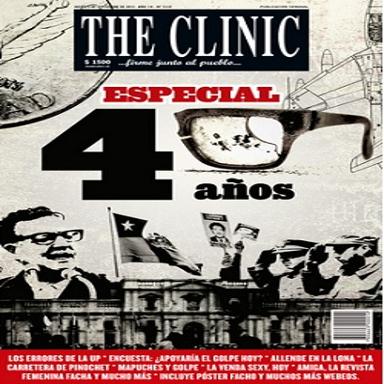 THE CLINIC
$ 1500
...firme junto al pueblo...
ESPECIAL
4
años
LOS ERRORES DE LA UP * ENCUESTA: ¿APOYARÍA EL GOLPE HOY? * ALLENDE EN LA LONA * LA
CARRETERA DE PINOCHET * MAPUCHES Y GOLPE * LA VENDA SEXY, HOY * AMIGA, LA REVISTA
FEMENINA FACHA Y MUCHO MÁS * INCLUYE PÓSTER FACHO Y MUCHOS MÁS WEBEOS.